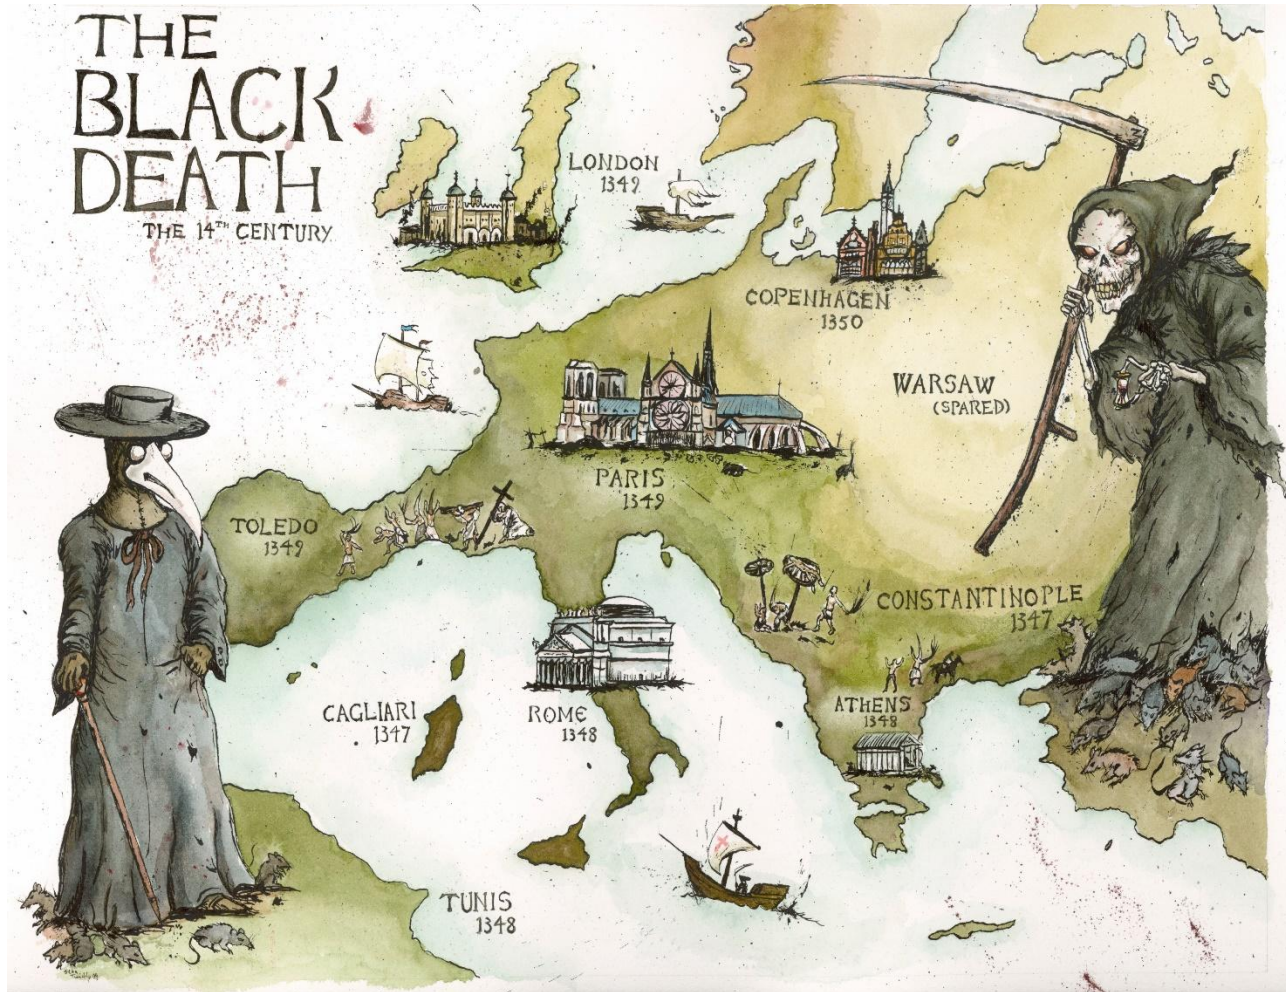 THE
BLACK
DEATH
THE 14TH CENTURY
LONDON
1349
COPENHAGEN
1350
WARSAW
(SPARED)
PARIS
1349
TOLEDO
1349
CONSTANTINOPLE
1347
CAGLIARI
1347
ROME
1348
ATHENS
1348
TUNIS
1348